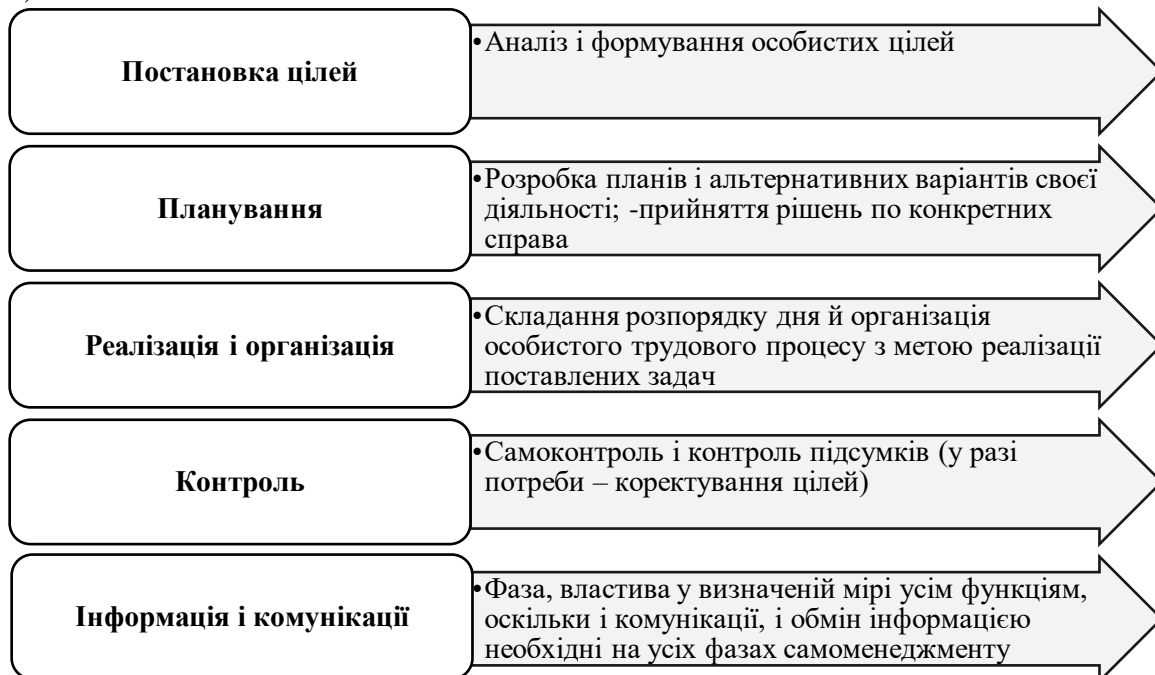 )
Постановка цілей
•Аналіз і формування особистих цілей
Планування
•Розробка планів і альтернативних варіантів своєї
діяльності; -прийняття рішень по конкретних
справа
Реалізація і організація
•Складання розпорядку дня й організація
особистого трудового процесу з метою реалізації
поставлених задач
Контроль
•Самоконтроль і контроль підсумків (у разі
потреби – коректування цілей)
Інформація і комунікації
•Фаза, властива у визначеній мірі усім функціям,
оскільки і комунікації, і обмін інформацією
необхідні на усіх фазах самоменеджменту